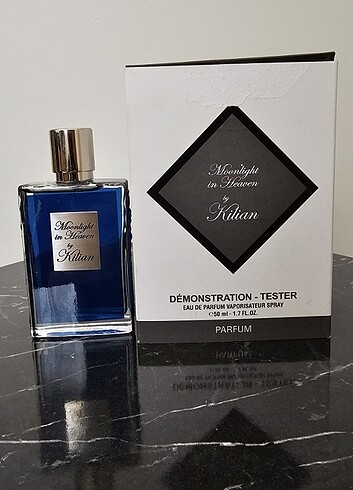 Moonlight
in Heaven
by
Kilian
Moonlight
in Heaven
by
Kilian
DÉMONSTRATION - TESTER
EAU DE PARFUM VAPORISATEUR SPRAY
℮50 ml - 1.7 FL.OZ.
PARFUM